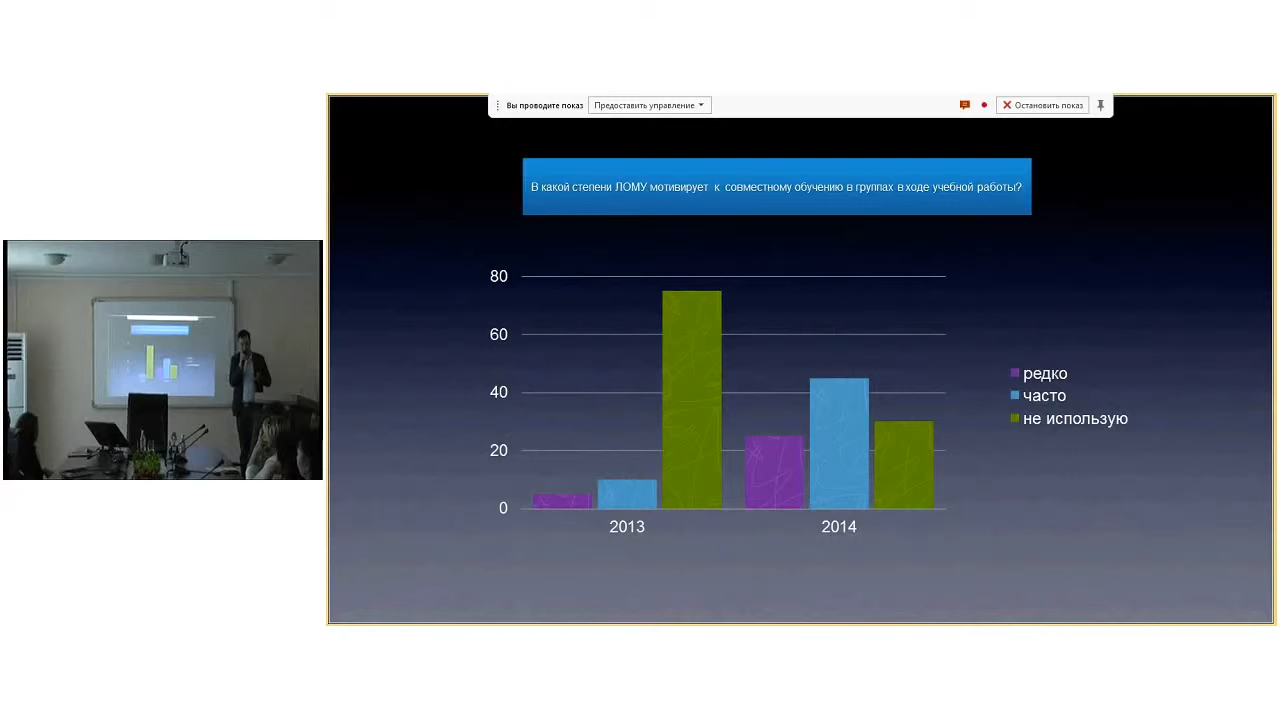 Вы проводите показ
Предоставить управление
Остановить показ
В какой степени ЛОМУ мотивирует к совместному обучению в группах в ходе учебной работы?
80
60
40
20
0
2013
2014
редко
часто
не использую